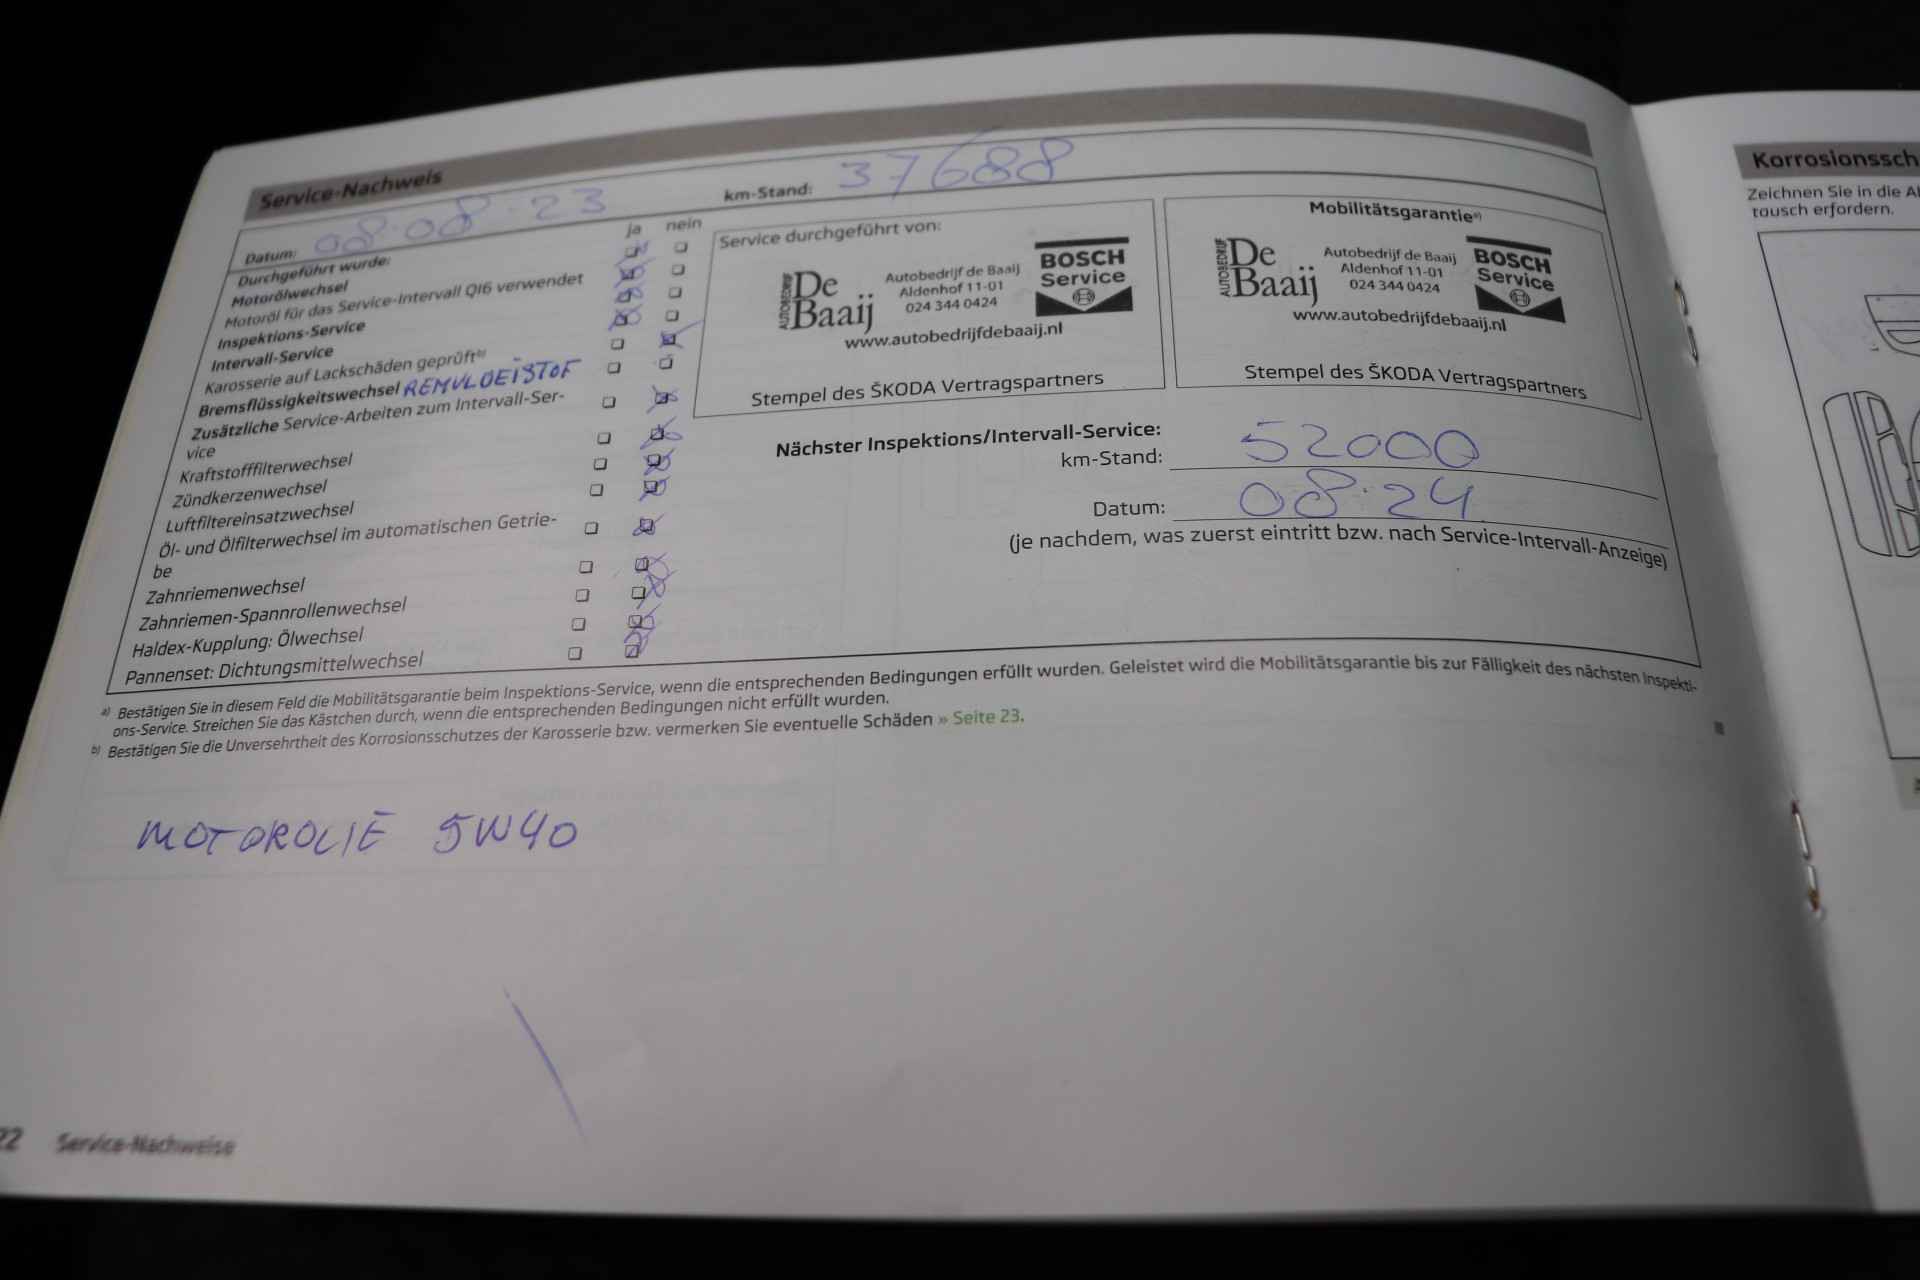 Service-Nachweis
Datum: 08·08·23 km-Stand: 37688
Durchgeführt wurde: ja nein
Motorölwechsel
Motoröl für das Service-Intervall QI6 verwendet
Inspektions-Service
Intervall-Service
Karosserie auf Lackschäden geprüft b)
Bremsflüssigkeitswechsel REMVLOEISTOF
Zusätzliche Service-Arbeiten zum Intervall-Ser-
vice
Kraftstofffilterwechsel
Zündkerzenwechsel
Luftfiltereinsatzwechsel
Öl- und Ölfilterwechsel im automatischen Getrie-
be
Zahnriemenwechsel
Zahnriemen-Spannrollenwechsel
Haldex-Kupplung: Ölwechsel
Pannenset: Dichtungsmittelwechsel
Service durchgeführt von:
AUTOBEDRIJF
De
Baaij
Autobedrijf de Baaij
Aldenhof 11-01
024 344 0424
BOSCH
Service
www.autobedrijfdebaaij.nl
Stempel des ŠKODA Vertragspartners
Mobilitätsgarantie a)
AUTOBEDRIJF
De
Baaij
Autobedrijf de Baaij
Aldenhof 11-01
024 344 0424
BOSCH
Service
www.autobedrijfdebaaij.nl
Stempel des ŠKODA Vertragspartners
Nächster Inspektions/Intervall-Service:
km-Stand: 52000
Datum: 08·24
(je nachdem, was zuerst eintritt bzw. nach Service-Intervall-Anzeige)
a) Bestätigen Sie in diesem Feld die Mobilitätsgarantie beim Inspektions-Service, wenn die entsprechenden Bedingungen erfüllt wurden. Geleistet wird die Mobilitätsgarantie bis zur Fälligkeit des nächsten Inspekti-
ons-Service. Streichen Sie das Kästchen durch, wenn die entsprechenden Bedingungen nicht erfüllt wurden.
b) Bestätigen Sie die Unversehrtheit des Korrosionsschutzes der Karosserie bzw. vermerken Sie eventuelle Schäden » Seite 23.
MOTOROLIE 5W40
22 Service-Nachweise
Korrosionssch
Zeichnen Sie in die
tausch erfordern.